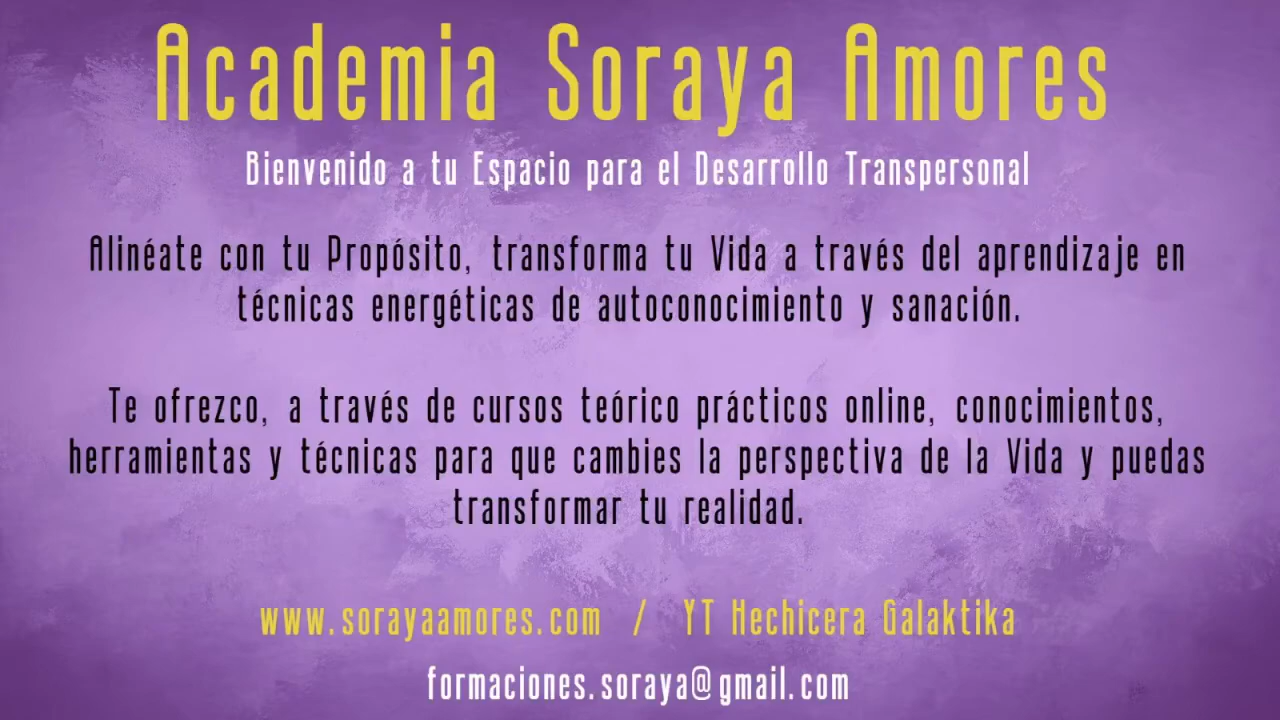 Academia Soraya Amores
Bienvenido a tu Espacio para el Desarrollo Transpersonal
Alinéate con tu Propósito, transforma tu Vida a través del aprendizaje en
técnicas energéticas de autoconocimiento y sanación.
Te ofrezco, a través de cursos teórico prácticos online, conocimientos,
herramientas y técnicas para que cambies la perspectiva de la Vida y puedas
transformar tu realidad.
www.sorayaamores.com / YT Hechicera Galaktika
formaciones.soraya@gmail.com